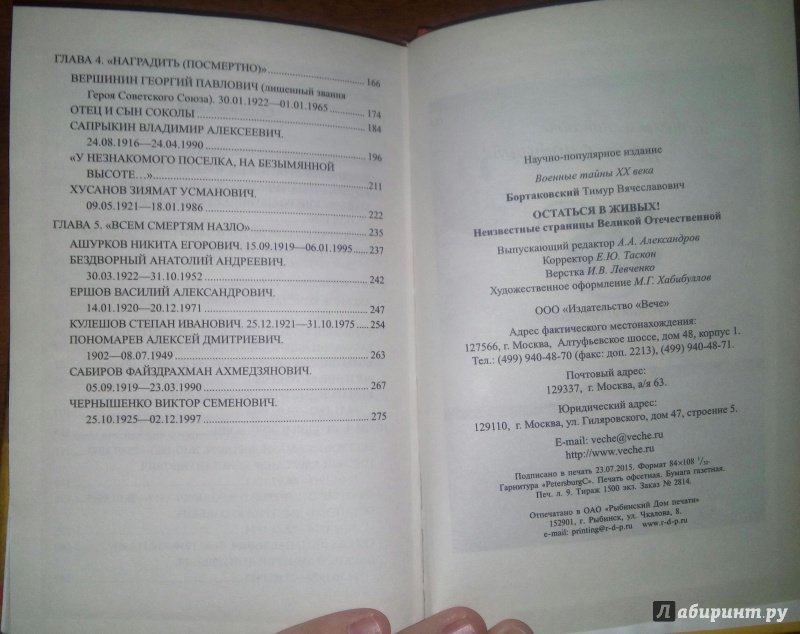 ГЛАВА 4. «НАГРАДИТЬ (ПОСМЕРТНО)» 166
ВЕРШИНИН ГЕОРГИЙ ПАВЛОВИЧ (лишенный звания
Героя Советского Союза). 30.01.1922—01.01.1965 174
ОТЕЦ И СЫН СОКОЛЫ 184
САПРЫКИН ВЛАДИМИР АЛЕКСЕЕВИЧ.
24.08.1916—24.04.1990 196
«У НЕЗНАКОМОГО ПОСЕЛКА, НА БЕЗЫМЯННОЙ
ВЫСОТЕ…» 211
ХУСАНОВ ЗИЯМАТ УСМАНОВИЧ.
09.05.1921—18.01.1986 222
ГЛАВА 5. «ВСЕМ СМЕРТЯМ НАЗЛО» 235
АШУРКОВ НИКИТА ЕГОРОВИЧ. 15.09.1919—06.01.1995 237
БЕЗДВОРНЫЙ АНАТОЛИЙ АНДРЕЕВИЧ.
30.03.1922—31.10.1952 242
ЕРШОВ ВАСИЛИЙ АЛЕКСАНДРОВИЧ.
14.01.1920—20.12.1971 247
КУЛЕШОВ СТЕПАН ИВАНОВИЧ. 25.12.1921—31.10.1975 254
ПОНОМАРЕВ АЛЕКСЕЙ ДМИТРИЕВИЧ.
1902—08.07.1949 263
САБИРОВ ФАЙЗДРАХМАН АХМЕДЗЯНОВИЧ.
05.09.1919—23.03.1990 267
ЧЕРНЫШЕНКО ВИКТОР СЕМЕНОВИЧ.
25.10.1925—02.12.1997 275
Научно-популярное издание
Военные тайны XX века
Бортаковский Тимур Вячеславович
ОСТАТЬСЯ В ЖИВЫХ!
Неизвестные страницы Великой Отечественной
Выпускающий редактор А.А. Александров
Корректор Е.Ю. Таскон
Верстка И.В. Левченко
Художественное оформление М.Г. Хабибуллов
ООО «Издательство «Вече»
Адрес фактического местонахождения:
127566, г. Москва, Алтуфьевское шоссе, дом 48, корпус 1.
Тел.: (499) 940-48-70 (факс: доп. 2213), (499) 940-48-71.
Почтовый адрес:
129337, г. Москва, а/я 63.
Юридический адрес:
129110, г. Москва, ул. Гиляровского, дом 47, строение 5.
E-mail: veche@veche.ru
http://www.veche.ru
Подписано в печать 23.07.2015. Формат 84×108 1/32.
Гарнитура «PetersburgC». Печать офсетная. Бумага газетная.
Печ. л. 9. Тираж 1500 экз. Заказ № 2814.
Отпечатано в ОАО «Рыбинский Дом печати»
152901, г. Рыбинск, ул. Чкалова, 8.
e-mail: printing@r-d-p.ru www.r-d-p.ru
Лабиринт.ру